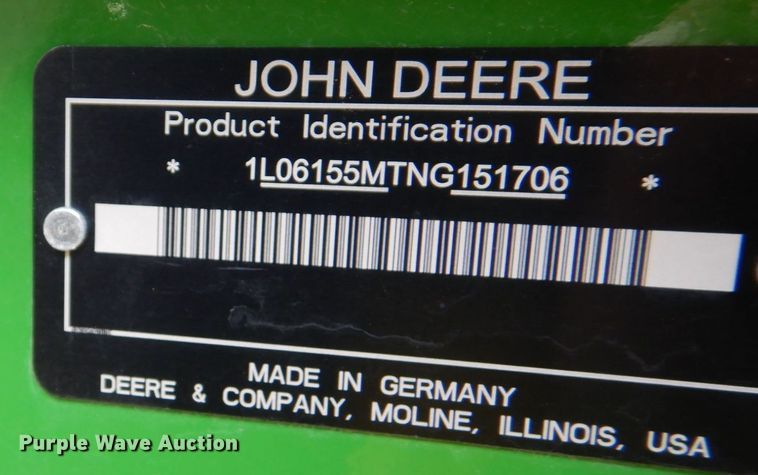 JOHN DEERE
Product Identification Number
* 1L06155MTNG151706 *
MADE IN GERMANY
DEERE & COMPANY, MOLINE, ILLINOIS, USA
Purple Wave Auction